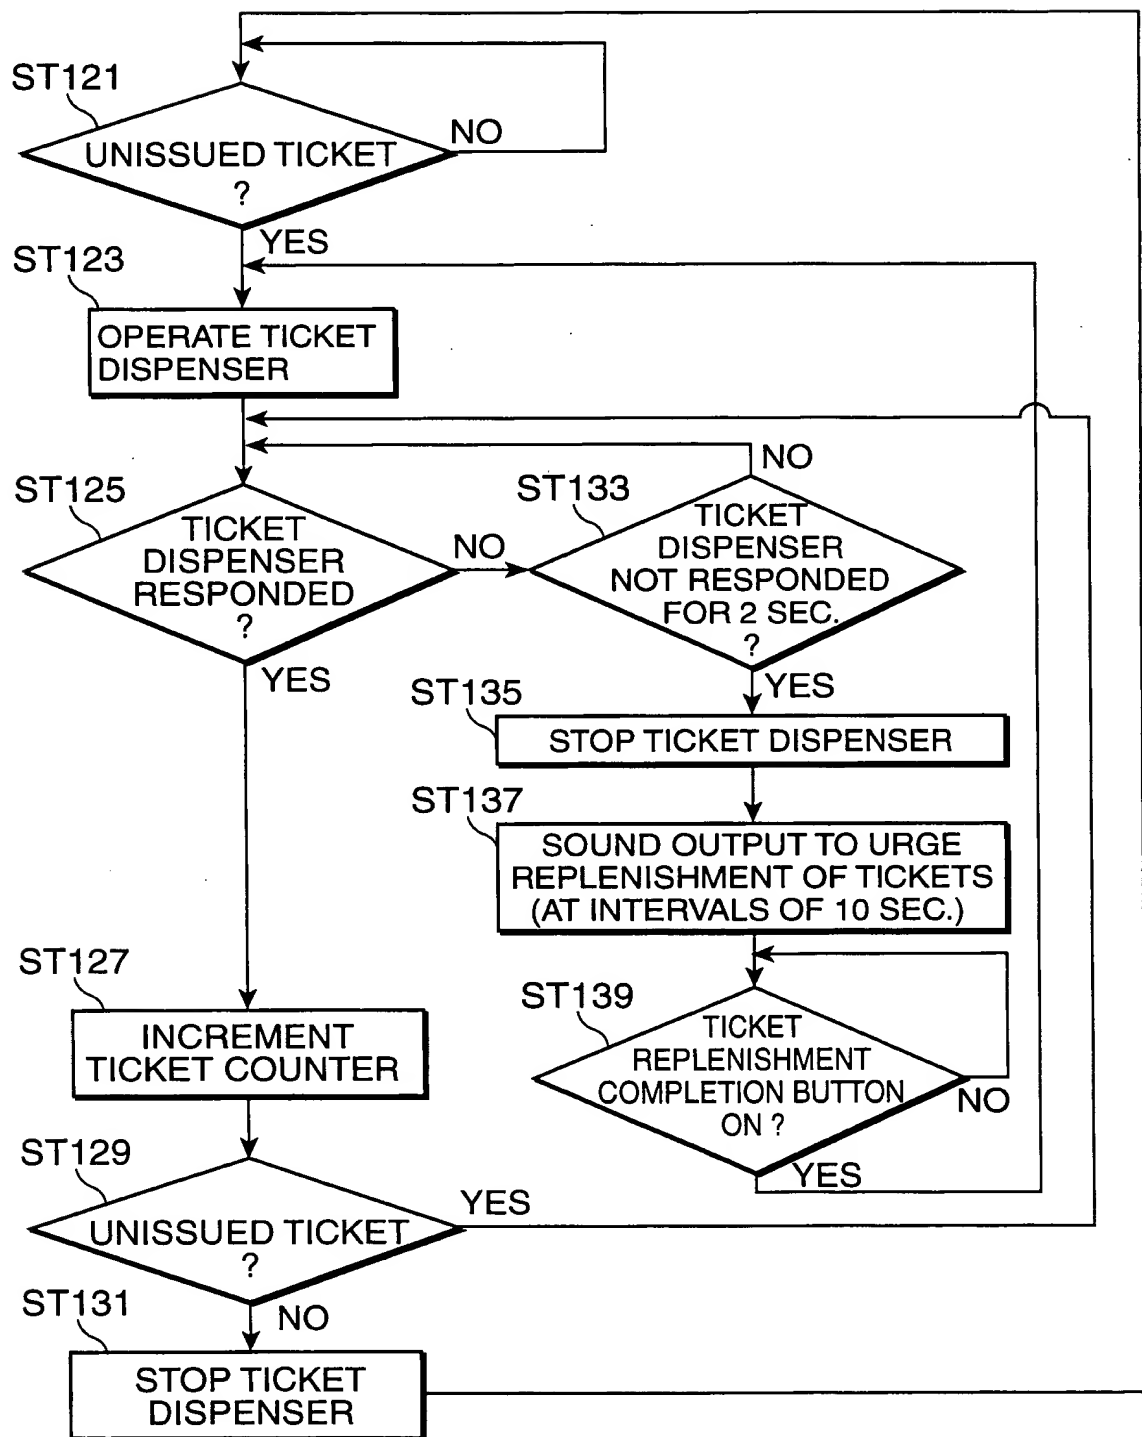 ST121
UNISSUED TICKET
?
NO
YES
ST123
OPERATE TICKET
DISPENSER
ST125
TICKET
DISPENSER
RESPONDED
?
NO
YES
ST133
TICKET
DISPENSER
NOT RESPONDED
FOR 2 SEC.
?
NO
YES
ST135
STOP TICKET DISPENSER
ST137
SOUND OUTPUT TO URGE
REPLENISHMENT OF TICKETS
(AT INTERVALS OF 10 SEC.)
ST139
TICKET
REPLENISHMENT
COMPLETION BUTTON
ON ?
NO
YES
ST127
INCREMENT
TICKET COUNTER
ST129
UNISSUED TICKET
?
YES
NO
ST131
STOP TICKET
DISPENSER